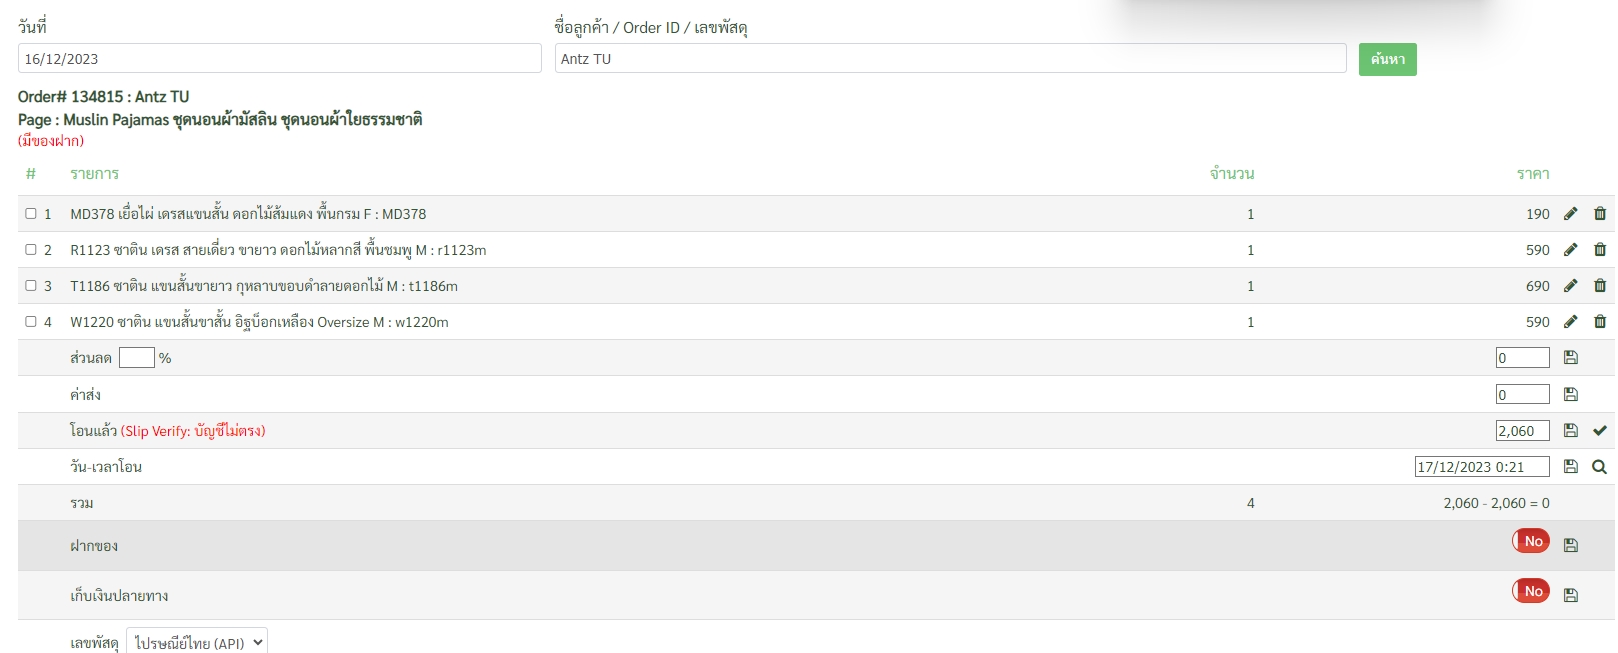 วันที่ ชื่อลูกค้า / Order ID / เลขพัสดุ
16/12/2023 Antz TU ค้นหา
Order# 134815 : Antz TU
Page : Muslin Pajamas ชุดนอนผ้ามัสลิน ชุดนอนผ้าใยธรรมชาติ
(มีของฝาก)
# รายการ จำนวน ราคา
1 MD378 เยื่อไผ่ เดรสแขนสั้น ดอกไม้ส้มแดง พื้นกรม F : MD378 1 190
2 R1123 ซาติน เดรส สายเดี่ยว ขายาว ดอกไม้หลากสี พื้นชมพู M : r1123m 1 590
3 T1186 ซาติน แขนสั้นขายาว กุหลาบขอบดำลายดอกไม้ M : t1186m 1 690
4 W1220 ซาติน แขนสั้นขาสั้น อิฐบ็อกเหลือง Oversize M : w1220m 1 590
ส่วนลด % 0
ค่าส่ง 0
โอนแล้ว (Slip Verify: บัญชีไม่ตรง) 2,060
วัน-เวลาโอน 17/12/2023 0:21
รวม 4 2,060 - 2,060 = 0
ฝากของ No
เก็บเงินปลายทาง No
เลขพัสดุ ไปรษณีย์ไทย (API)